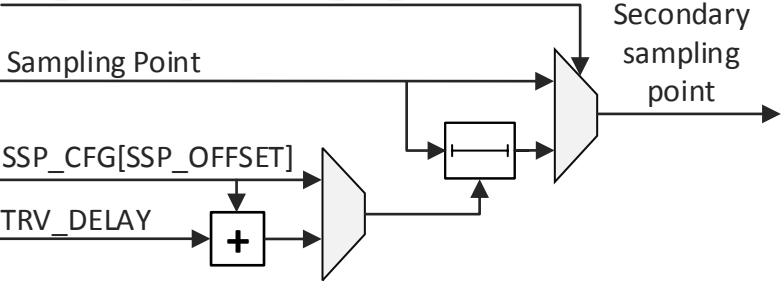 Secondary
sampling
point
Sampling Point
SSP_CFG[SSP_OFFSET]
TRV_DELAY
+